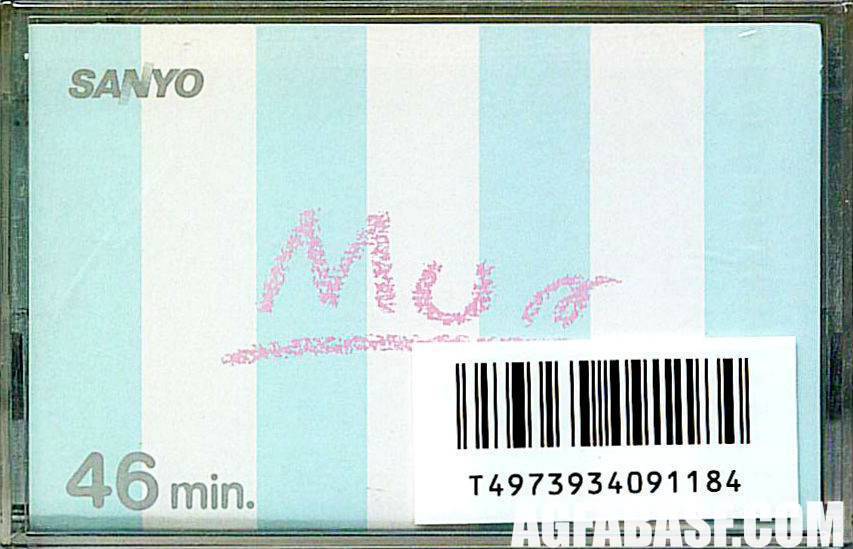 SANYO
Mu
46 min.
T4973934091184
AGFABASF.COM